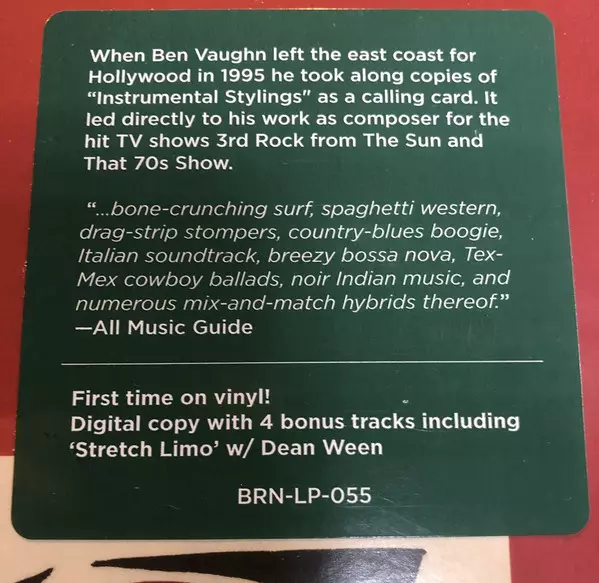 When Ben Vaughn left the east coast for
Hollywood in 1995 he took along copies of
“Instrumental Stylings" as a calling card. It
led directly to his work as composer for the
hit TV shows 3rd Rock from The Sun and
That 70s Show.
“...bone-crunching surf, spaghetti western,
drag-strip stompers, country-blues boogie,
Italian soundtrack, breezy bossa nova, Tex-
Mex cowboy ballads, noir Indian music, and
numerous mix-and-match hybrids thereof.”
—All Music Guide
First time on vinyl!
Digital copy with 4 bonus tracks including
‘Stretch Limo’ w/ Dean Ween
BRN-LP-055